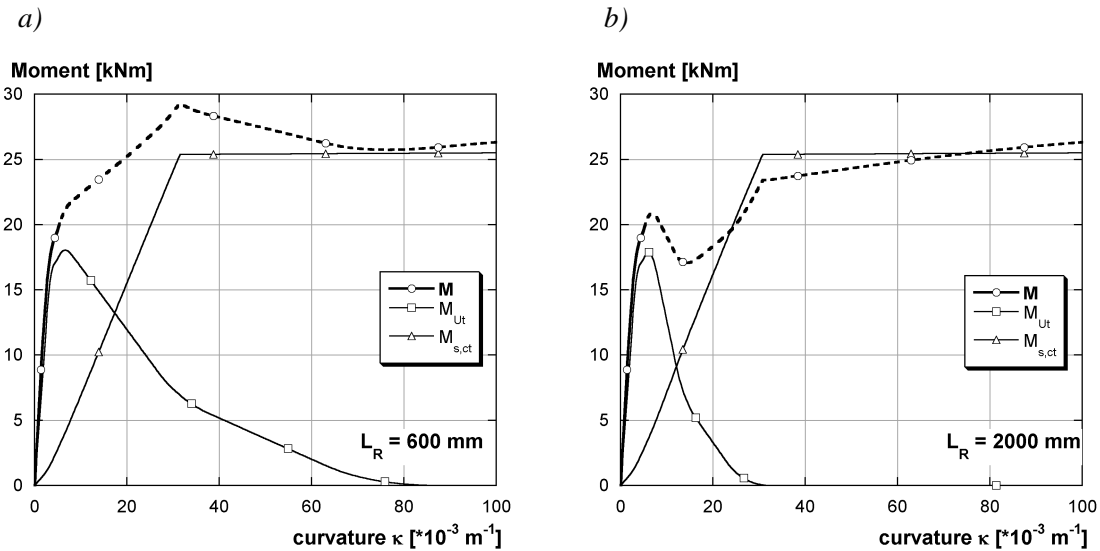 a)
b)
Moment [kNm]
Moment [kNm]
30
25
20
15
10
5
0
M
M_Ut
M_s,ct
L_R = 600 mm
0 20 40 60 80 100
curvature κ [*10^-3 m^-1]
30
25
20
15
10
5
0
M
M_Ut
M_s,ct
L_R = 2000 mm
0 20 40 60 80 100
curvature κ [*10^-3 m^-1]